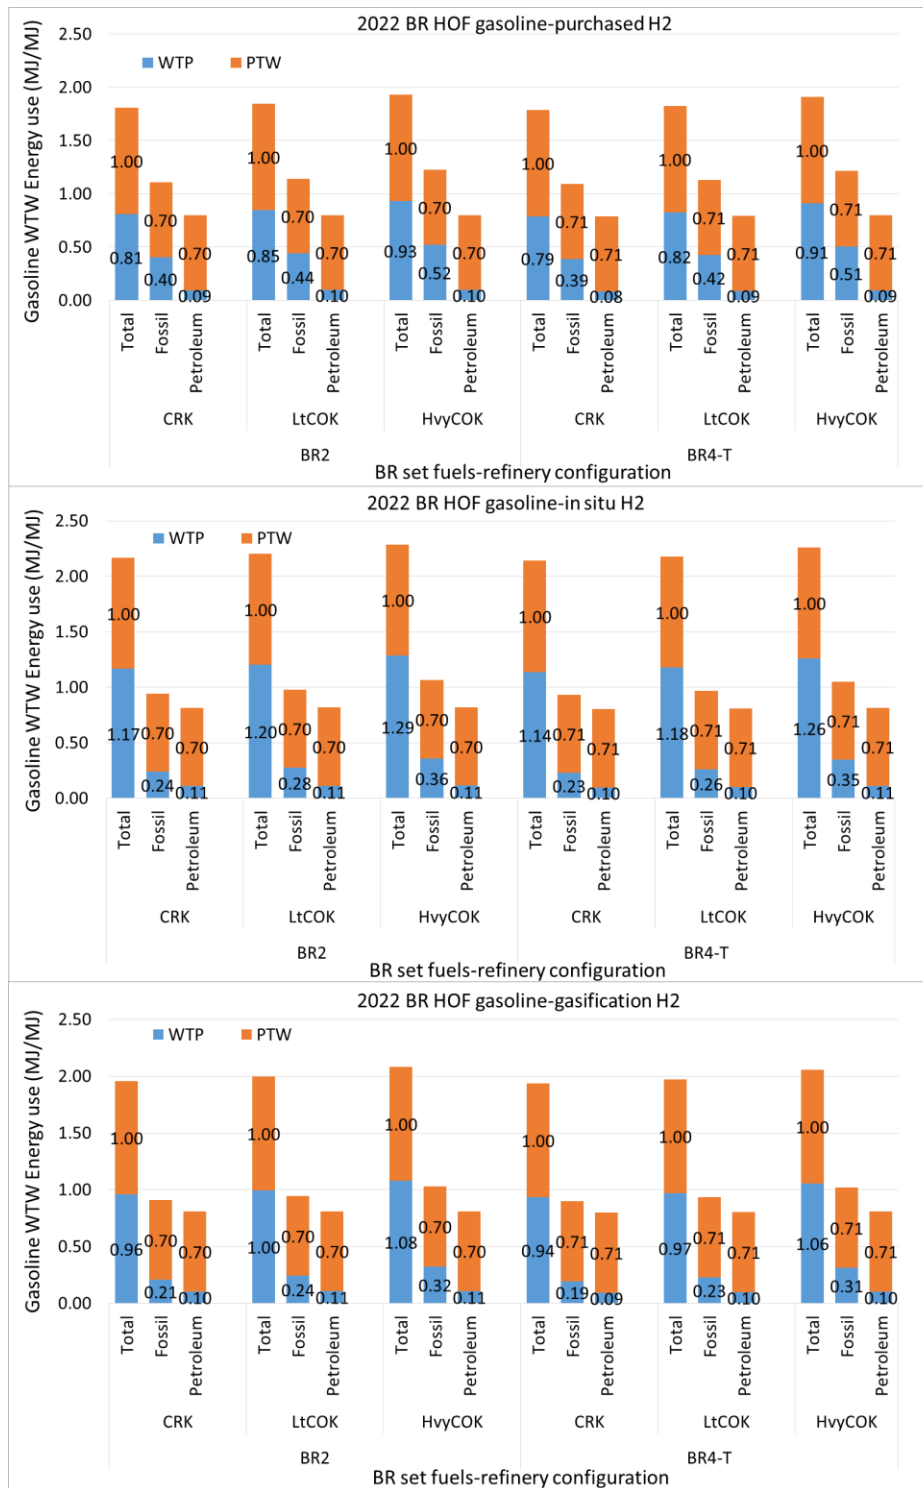 2022 BR HOF gasoline-purchased H2
Gasoline WTW Energy use (MJ/MJ)
WTP PTW
2.50
2.00
1.50
1.00
0.50
0.00
1.00 1.00 1.00 1.00 1.00 1.00
0.70 0.70 0.70 0.70 0.70 0.70 0.71 0.71 0.71 0.71 0.71 0.71
0.81 0.40 0.09 0.85 0.44 0.10 0.93 0.52 0.10 0.79 0.39 0.08 0.82 0.42 0.09 0.91 0.51 0.09
Total Fossil Petroleum Total Fossil Petroleum Total Fossil Petroleum Total Fossil Petroleum Total Fossil Petroleum Total Fossil Petroleum
CRK LtCOK HvyCOK CRK LtCOK HvyCOK
BR2 BR4-T
BR set fuels-refinery configuration
2022 BR HOF gasoline-in situ H2
Gasoline WTW Energy use (MJ/MJ)
WTP PTW
2.50
2.00
1.50
1.00
0.50
0.00
1.00 1.00 1.00 1.00 1.00 1.00
0.70 0.70 0.70 0.70 0.70 0.70 0.71 0.71 0.71 0.71 0.71 0.71
1.17 0.24 0.11 1.20 0.28 0.11 1.29 0.36 0.11 1.14 0.23 0.10 1.18 0.26 0.10 1.26 0.35 0.11
Total Fossil Petroleum Total Fossil Petroleum Total Fossil Petroleum Total Fossil Petroleum Total Fossil Petroleum Total Fossil Petroleum
CRK LtCOK HvyCOK CRK LtCOK HvyCOK
BR2 BR4-T
BR set fuels-refinery configuration
2022 BR HOF gasoline-gasification H2
Gasoline WTW Energy use (MJ/MJ)
WTP PTW
2.50
2.00
1.50
1.00
0.50
0.00
1.00 1.00 1.00 1.00 1.00 1.00
0.70 0.70 0.70 0.70 0.70 0.70 0.71 0.71 0.71 0.71 0.71 0.71
0.96 0.21 0.10 1.00 0.24 0.11 1.08 0.32 0.11 0.94 0.19 0.09 0.97 0.23 0.10 1.06 0.31 0.10
Total Fossil Petroleum Total Fossil Petroleum Total Fossil Petroleum Total Fossil Petroleum Total Fossil Petroleum Total Fossil Petroleum
CRK LtCOK HvyCOK CRK LtCOK HvyCOK
BR2 BR4-T
BR set fuels-refinery configuration